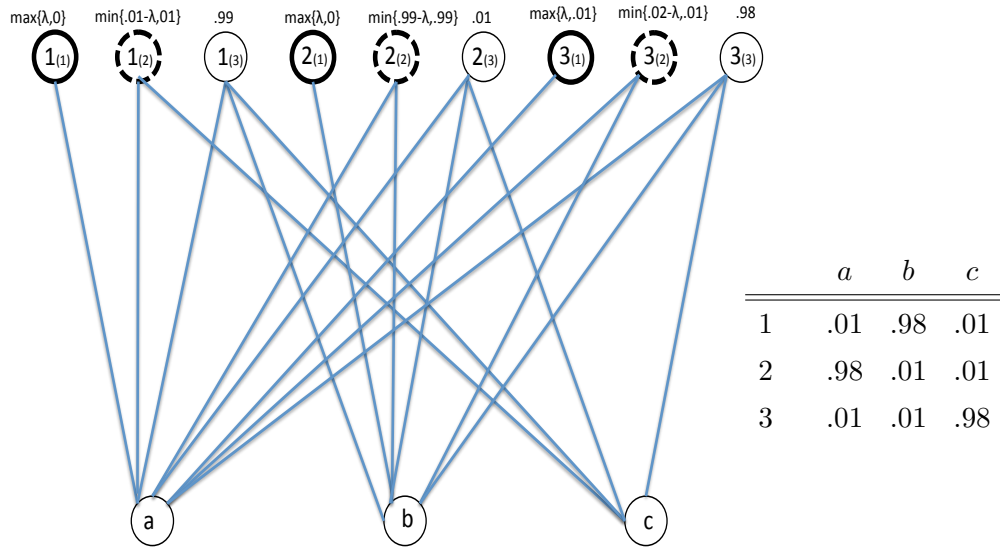 max{λ,0} min{.01-λ,01} .99 max{λ,0} min{.99-λ,.99} .01 max{λ,.01} min{.02-λ,.01} .98
1(1) 1(2) 1(3) 2(1) 2(2) 2(3) 3(1) 3(2) 3(3)
a b c
1 .01 .98 .01
2 .98 .01 .01
3 .01 .01 .98
a b c